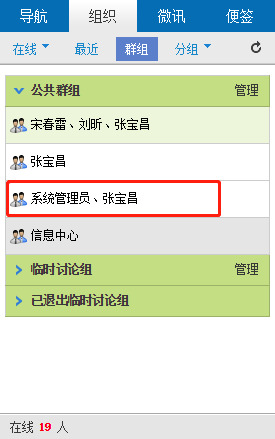 导航 组织 微讯 便签
在线 最近 群组 分组
公共群组 管理
宋春雷、刘昕、张宝昌
张宝昌
系统管理员、张宝昌
信息中心
临时讨论组 管理
已退出临时讨论组
在线 19 人